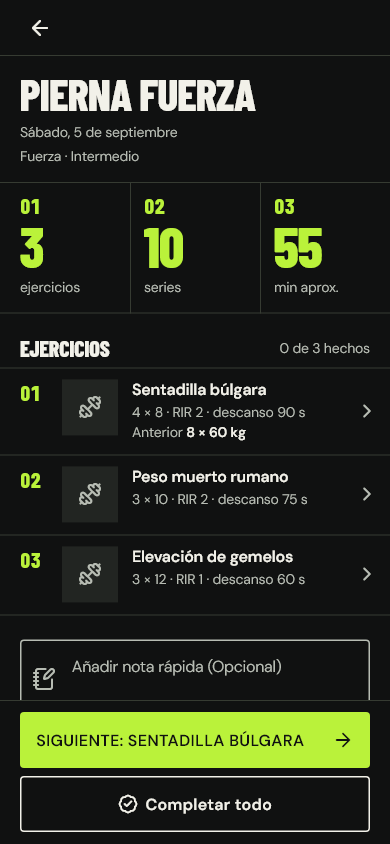 PIERNA FUERZA
Sábado, 5 de septiembre
Fuerza · Intermedio
01
3
ejercicios
02
10
series
03
55
min aprox.
EJERCICIOS
0 de 3 hechos
01
Sentadilla búlgara
4 × 8 · RIR 2 · descanso 90 s
Anterior 8 × 60 kg
02
Peso muerto rumano
3 × 10 · RIR 2 · descanso 75 s
03
Elevación de gemelos
3 × 12 · RIR 1 · descanso 60 s
Añadir nota rápida (Opcional)
SIGUIENTE: SENTADILLA BÚLGARA
Completar todo